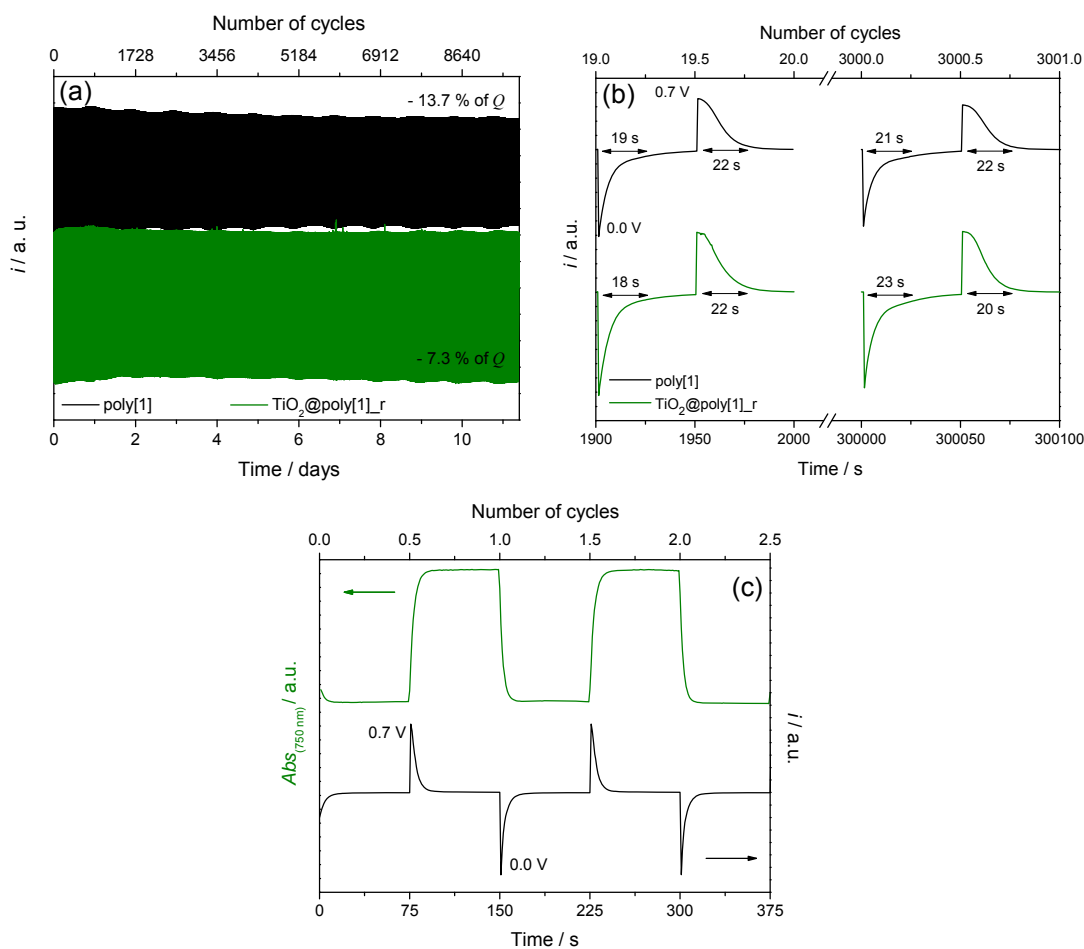 Number of cycles
0 1728 3456 5184 6912 8640
(a)
- 13.7 % of Q
i / a. u.
- 7.3 % of Q
poly[1] TiO2@poly[1]_r
0 2 4 6 8 10
Time / days
Number of cycles
19.0 19.5 20.0 3000.0 3000.5 3001.0
(b)
0.7 V
19 s 21 s
22 s 22 s
0.0 V
i / a.u.
18 s 23 s
22 s 20 s
poly[1]
TiO2@poly[1]_r
1900 1950 2000 300000 300050 300100
Time / s
Number of cycles
0.0 0.5 1.0 1.5 2.0 2.5
(c)
Abs(750 nm) / a.u.
i / a.u.
0.7 V
0.0 V
0 75 150 225 300 375
Time / s